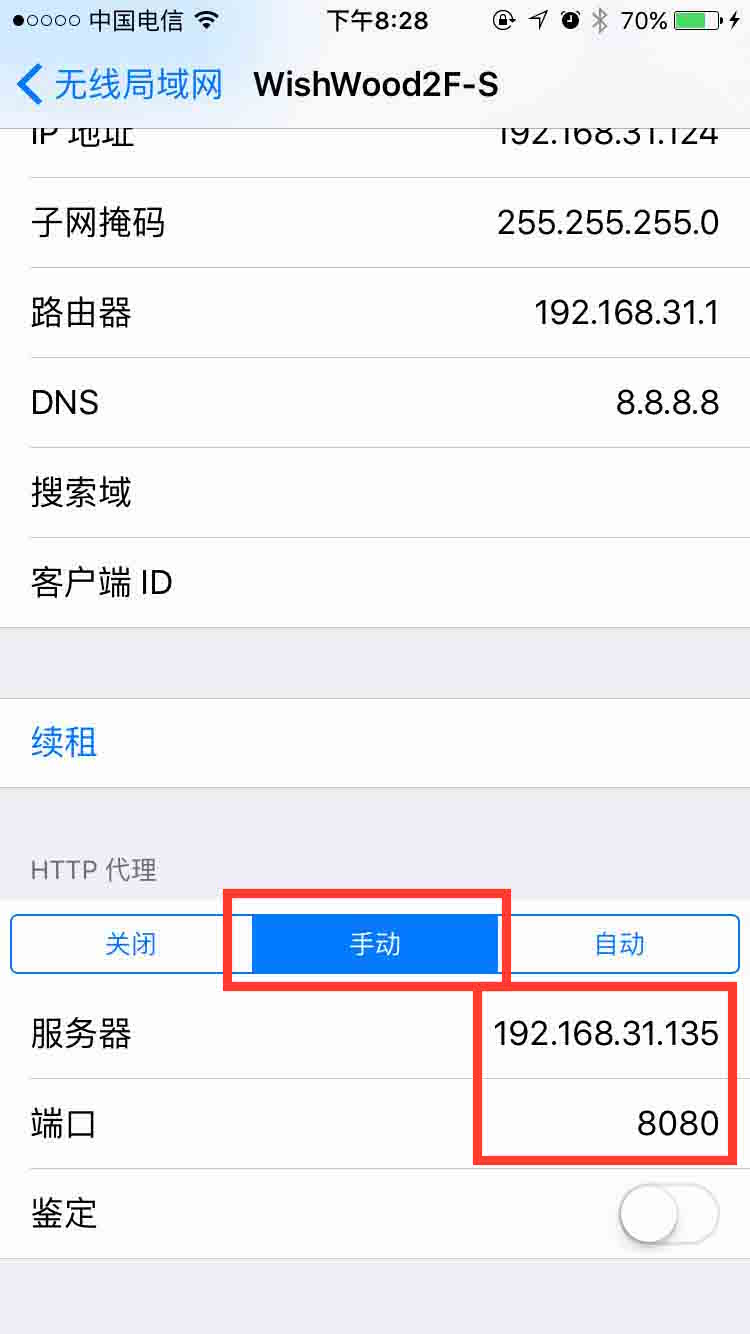 中国电信 下午8:28 70%
无线局域网 WishWood2F-S
IP 地址 192.168.31.124
子网掩码 255.255.255.0
路由器 192.168.31.1
DNS 8.8.8.8
搜索域
客户端 ID
续租
HTTP 代理
关闭 手动 自动
服务器 192.168.31.135
端口 8080
鉴定